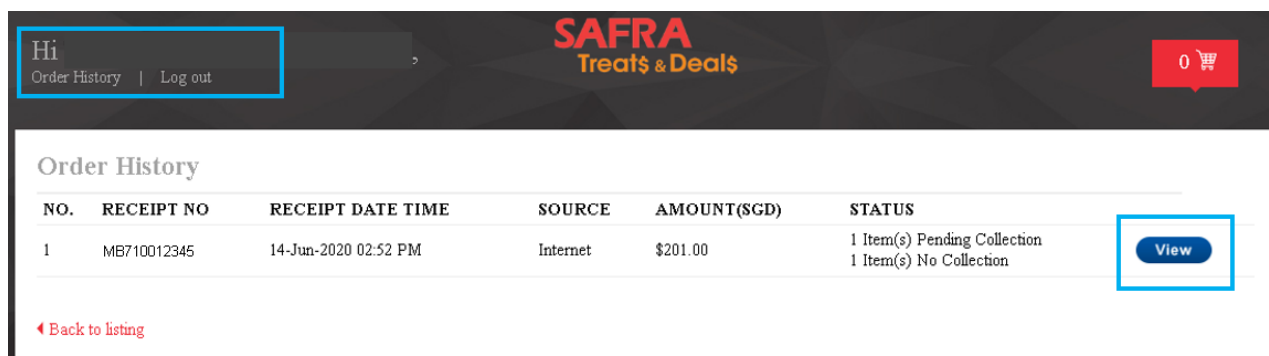 Hi ,
Order History | Log out
SAFRA
Treat$ & Deal$
0
Order History
NO. RECEIPT NO RECEIPT DATE TIME SOURCE AMOUNT(SGD) STATUS
1 MB710012345 14-Jun-2020 02:52 PM Internet $201.00 1 Item(s) Pending Collection
1 Item(s) No Collection
View
Back to listing